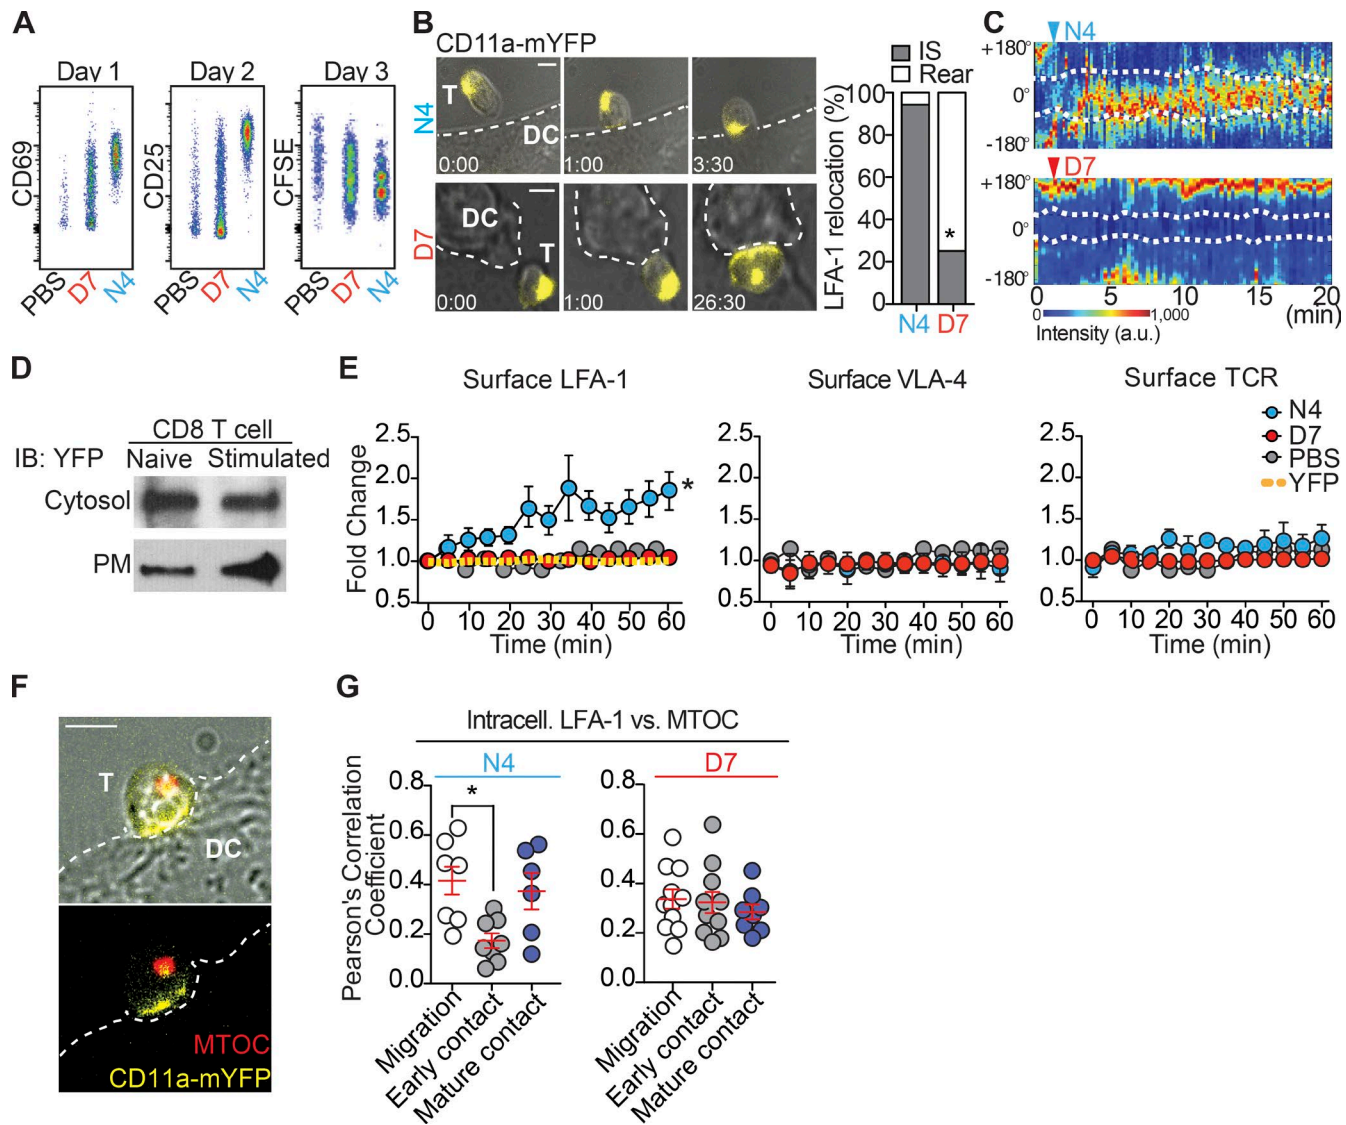 A
Day 1
Day 2
Day 3
CD69
CD25
CFSE
PBS
D7
N4
PBS
D7
N4
PBS
D7
N4
B
CD11a-mYFP
N4
T
DC
0:00
1:00
3:30
D7
DC
T
0:00
1:00
26:30
IS
Rear
LFA-1 relocation (%)
100
80
60
40
20
0
*
N4
D7
C
N4
+180°
0°
-180°
D7
+180°
0°
-180°
0
5
10
15
20
(min)
0
1,000
Intensity (a.u.)
D
CD8 T cell
IB: YFP
Naive
Stimulated
Cytosol
PM
E
Surface LFA-1
Fold Change
2.5
2.0
1.5
1.0
0.5
*
0
10
20
30
40
50
60
Time (min)
Surface VLA-4
2.5
2.0
1.5
1.0
0.5
0
10
20
30
40
50
60
Time (min)
Surface TCR
2.5
2.0
1.5
1.0
0.5
0
10
20
30
40
50
60
Time (min)
N4
D7
PBS
YFP
F
T
DC
MTOC
CD11a-mYFP
G
Intracell. LFA-1 vs. MTOC
N4
Pearson's Correlation
Coefficient
0.8
0.6
0.4
0.2
0.0
*
Migration
Early contact
Mature contact
D7
0.8
0.6
0.4
0.2
0.0
Migration
Early contact
Mature contact